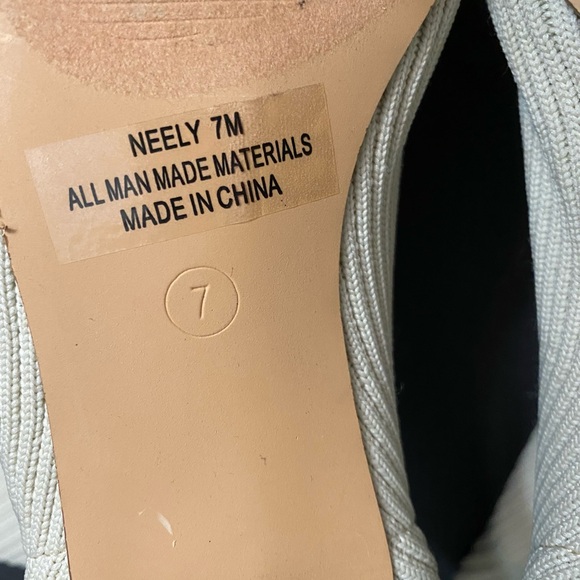 NEELY 7M
ALL MAN MADE MATERIALS
MADE IN CHINA
7